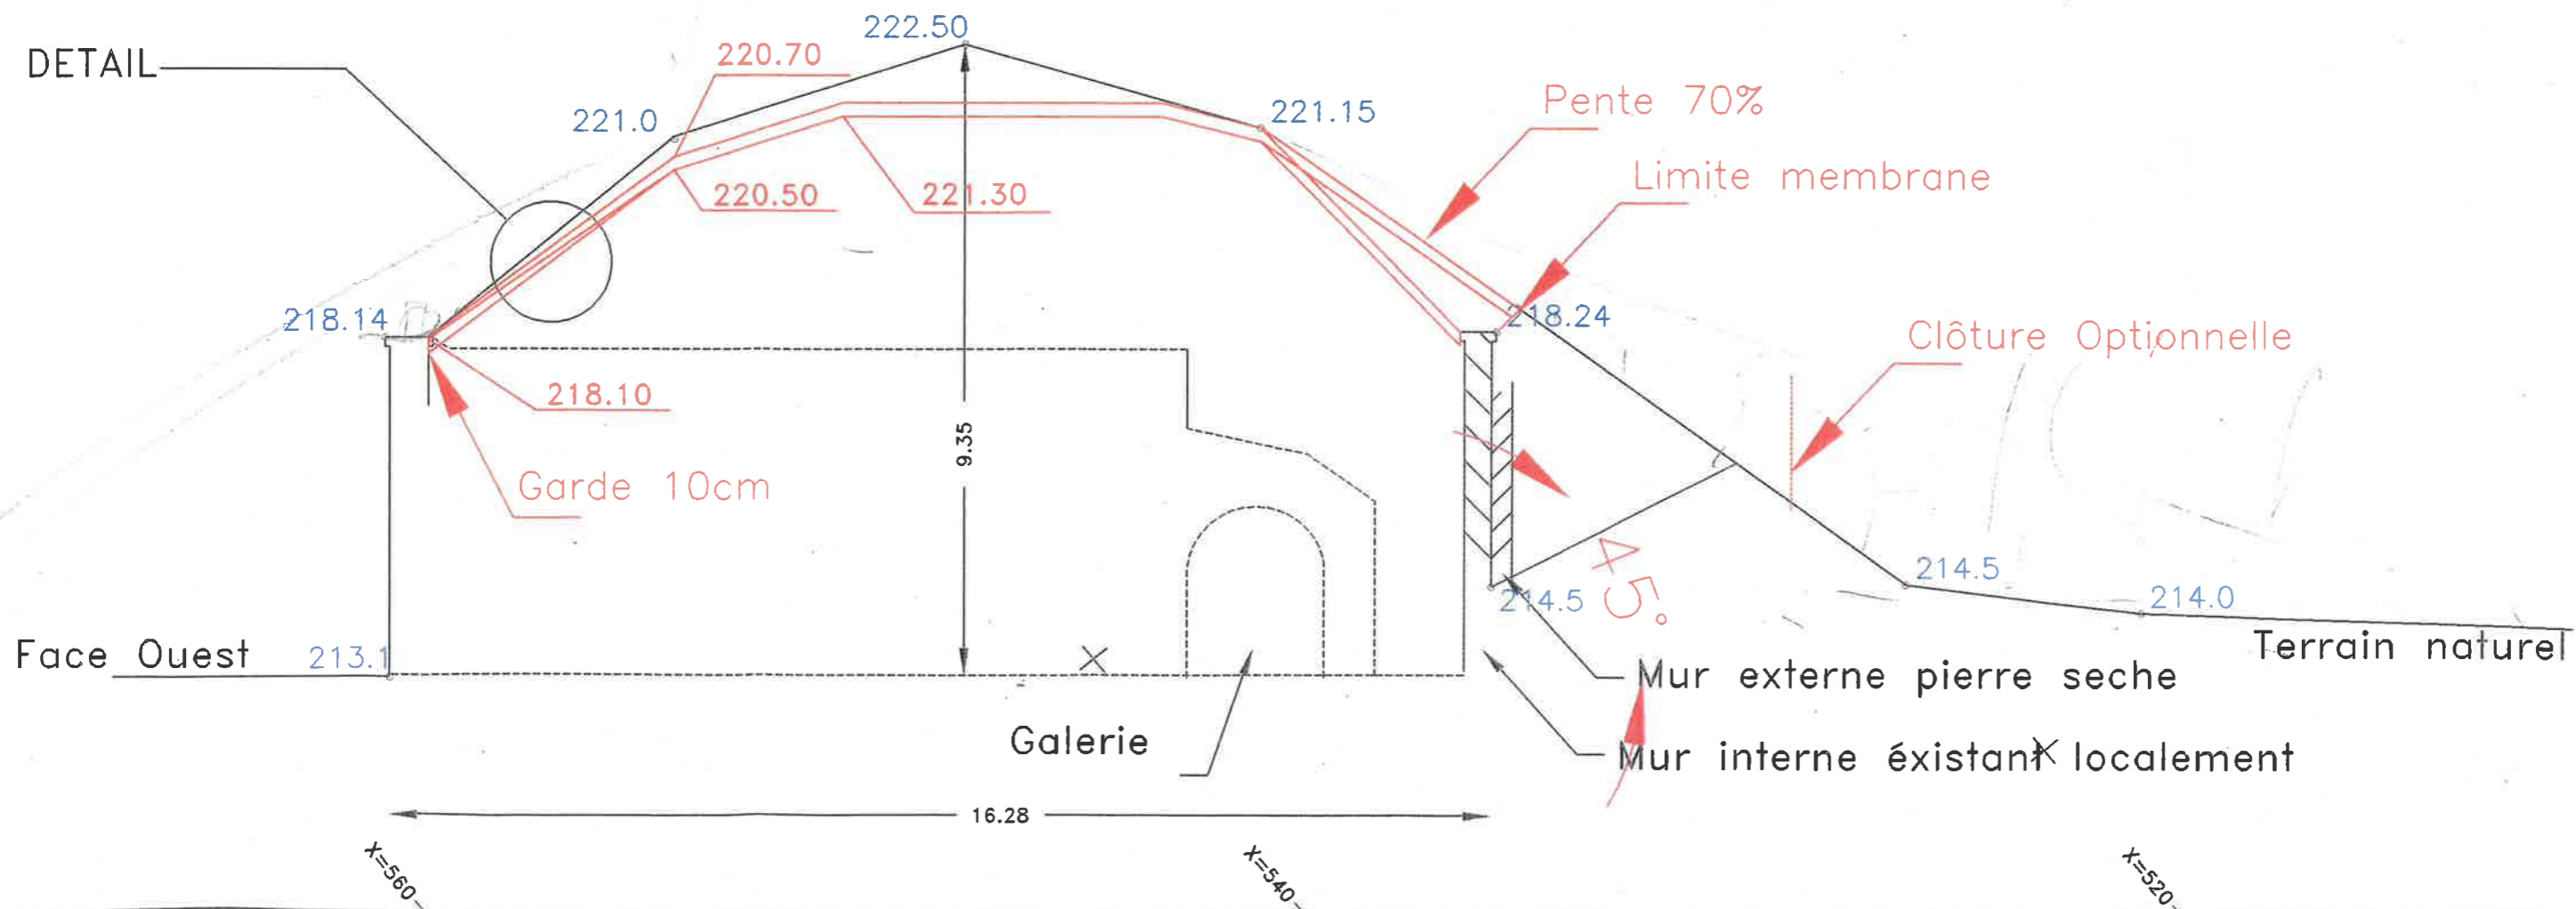 222.50
220.70
DETAIL
221.0
221.15
Pente 70%
Limite membrane
220.50
221.30
218.14
218.24
Clôture Optionnelle
218.10
9.35
Garde 10cm
45°
214.5
214.5
214.0
Face Ouest
213.1
Terrain naturel
Mur externe pierre seche
Galerie
Mur interne éxistant localement
16.28
X=560
X=540
X=520